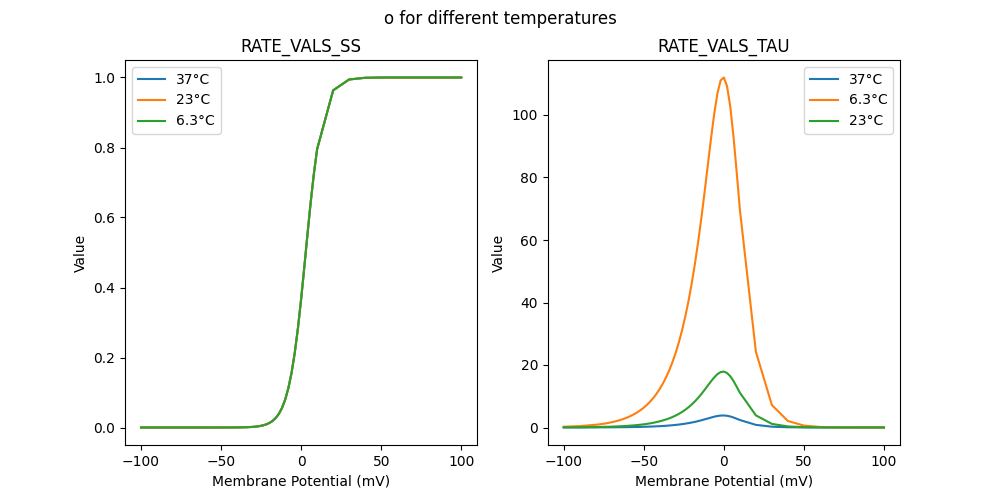 o for different temperatures
RATE_VALS_SS
RATE_VALS_TAU
37°C
23°C
6.3°C
37°C
6.3°C
23°C
1.0
0.8
0.6
0.4
0.2
0.0
Value
−100
−50
0
50
100
Membrane Potential (mV)
100
80
60
40
20
0
Value
−100
−50
0
50
100
Membrane Potential (mV)